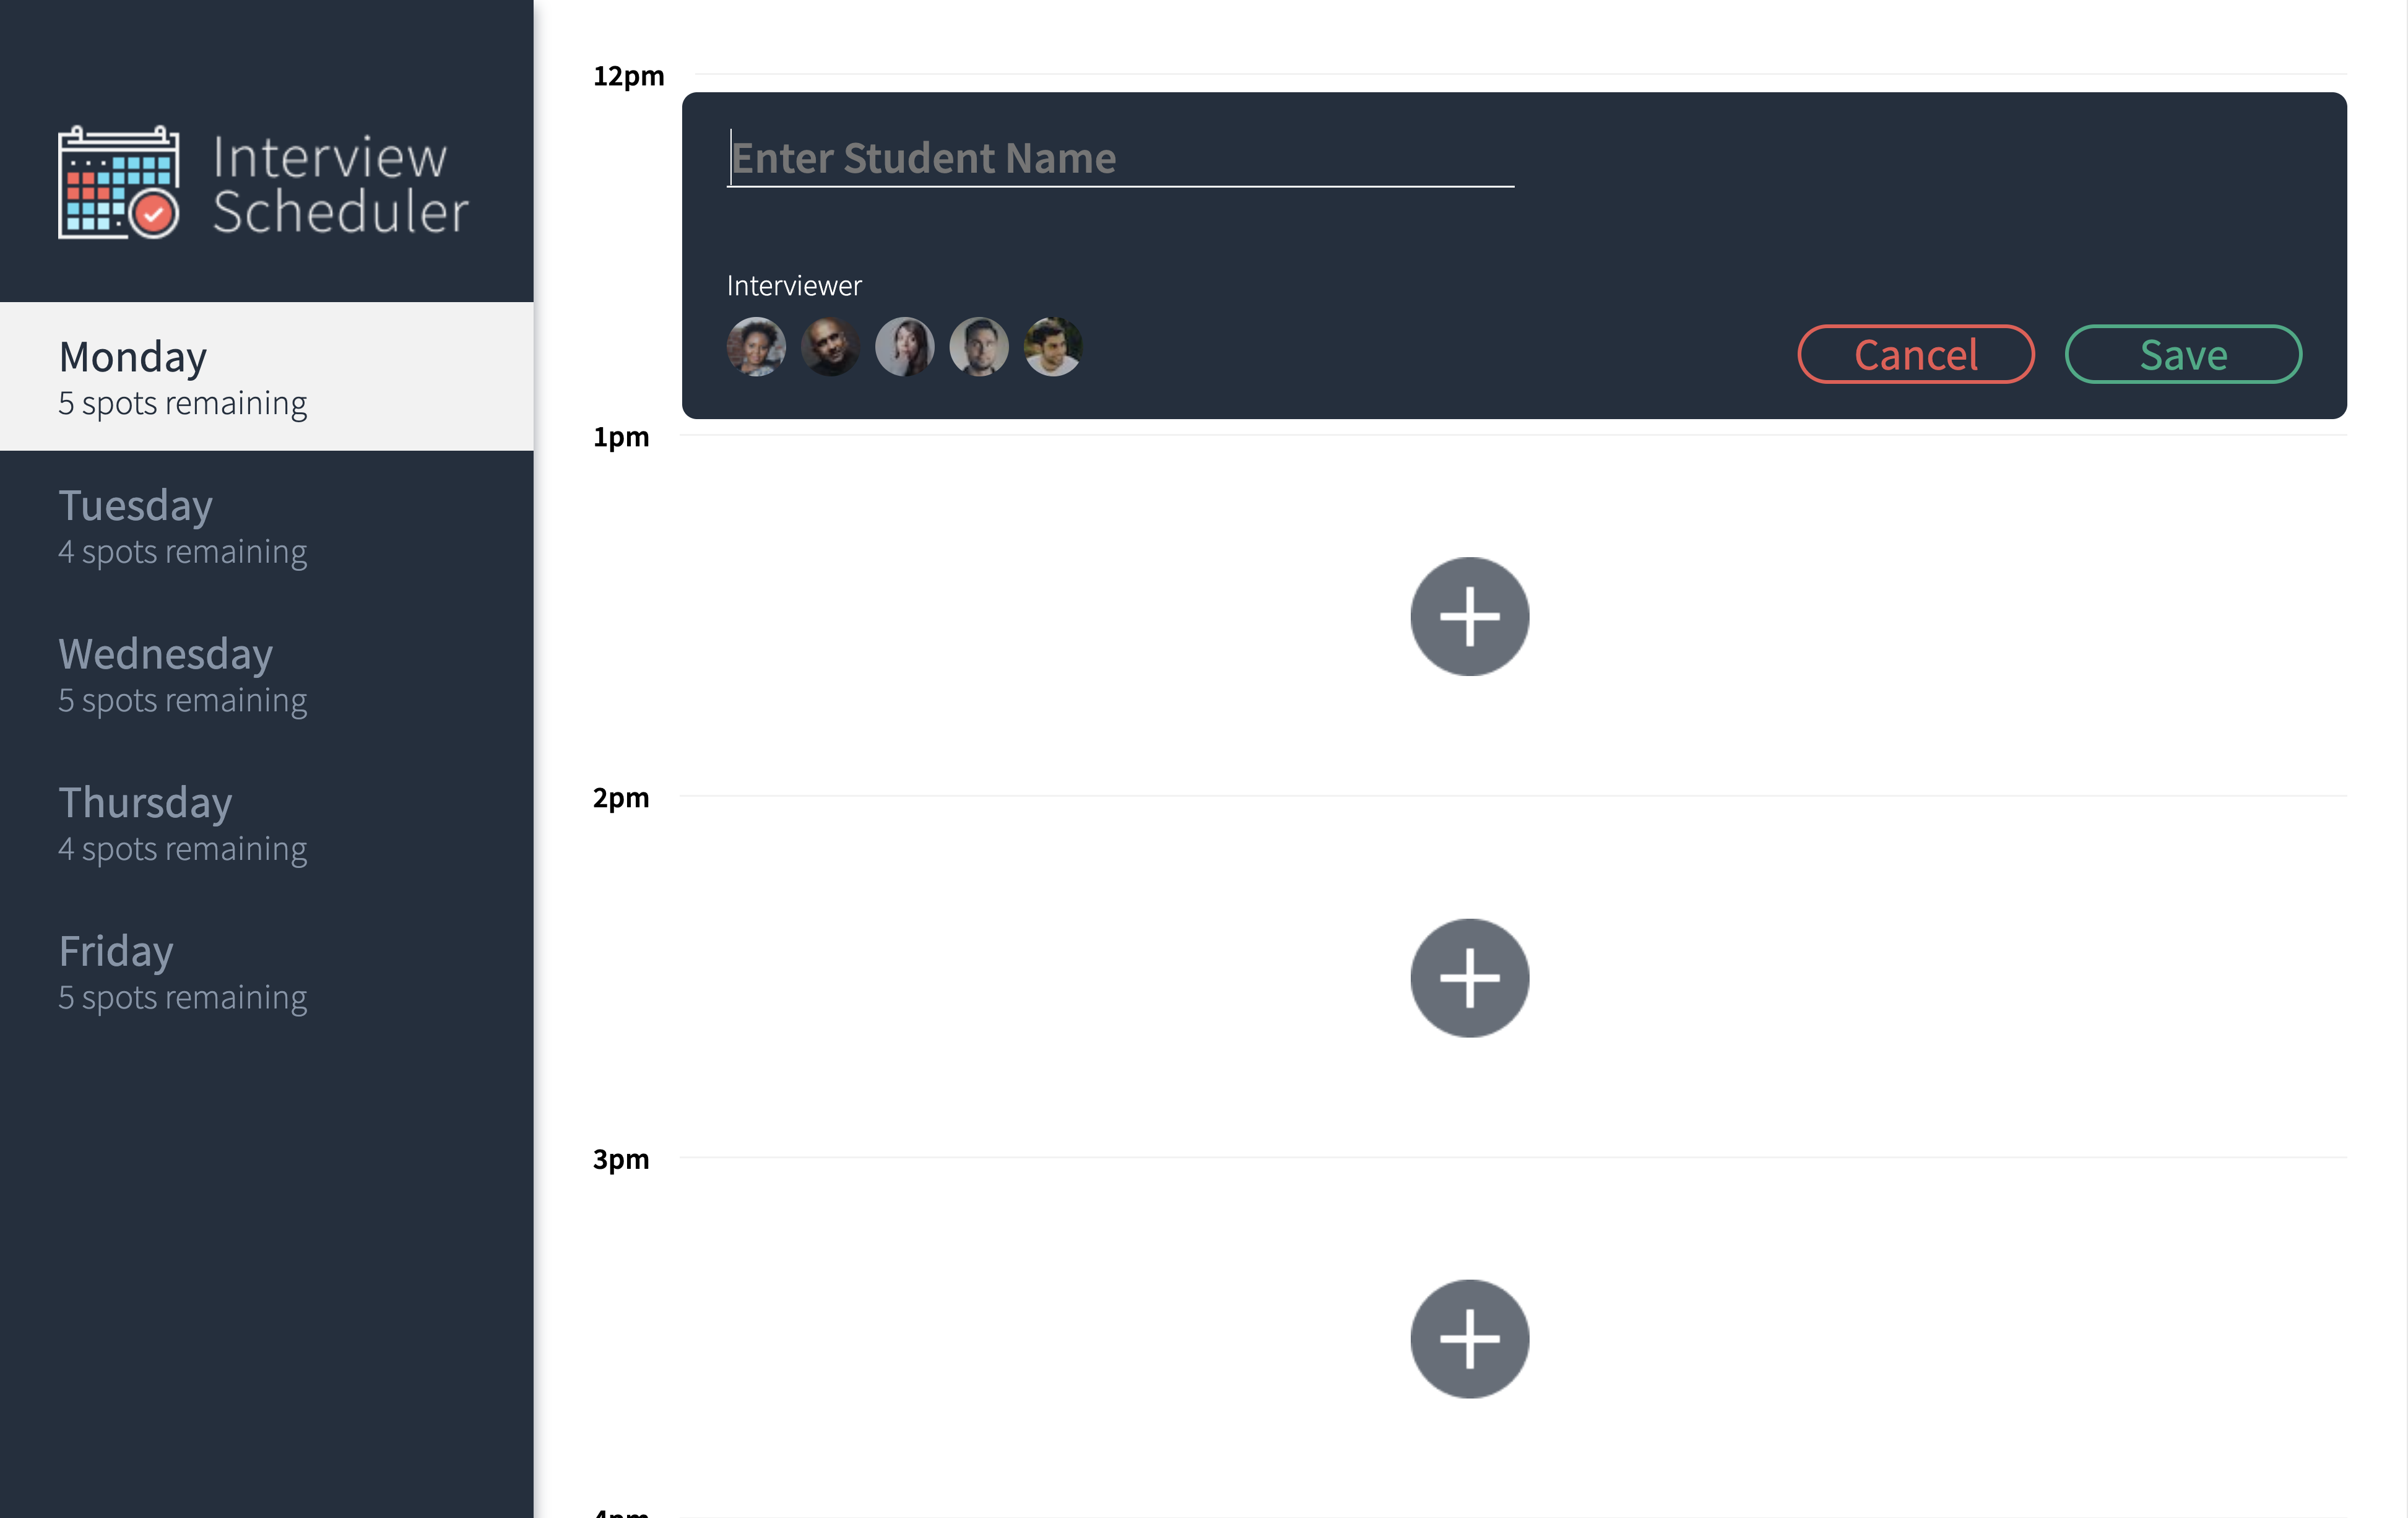 Interview
Scheduler
Monday
5 spots remaining
Tuesday
4 spots remaining
Wednesday
5 spots remaining
Thursday
4 spots remaining
Friday
5 spots remaining
12pm
Enter Student Name
Interviewer
Cancel
Save
1pm
2pm
3pm
4pm